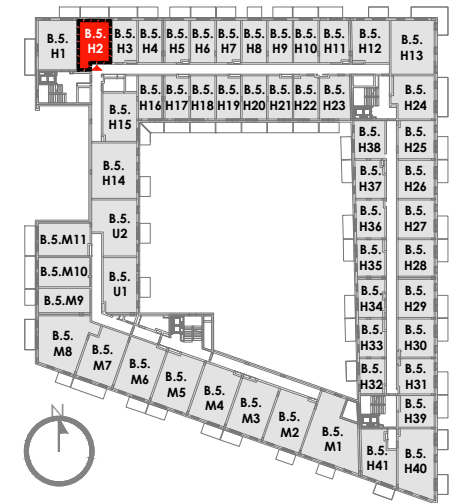 B.5.
H1
B.5.
H2
B.5.
H3
B.5.
H4
B.5.
H5
B.5.
H6
B.5.
H7
B.5.
H8
B.5.
H9
B.5.
H10
B.5.
H11
B.5.
H12
B.5.
H13
B.5.
H15
B.5.
H16
B.5.
H17
B.5.
H18
B.5.
H19
B.5.
H20
B.5.
H21
B.5.
H22
B.5.
H23
B.5.
H24
B.5.
H38
B.5.
H25
B.5.
H14
B.5.
H37
B.5.
H26
B.5.
U2
B.5.
H36
B.5.
H27
B.5.M11
B.5.
H35
B.5.
H28
B.5.M10
B.5.
U1
B.5.
H34
B.5.
H29
B.5.M9
B.5.
M8
B.5.
M7
B.5.
H33
B.5.
H30
B.5.
M6
B.5.
M5
B.5.
M4
B.5.
M3
B.5.
M2
B.5.
M1
B.5.
H32
B.5.
H31
B.5.
H39
B.5.
H41
B.5.
H40
N